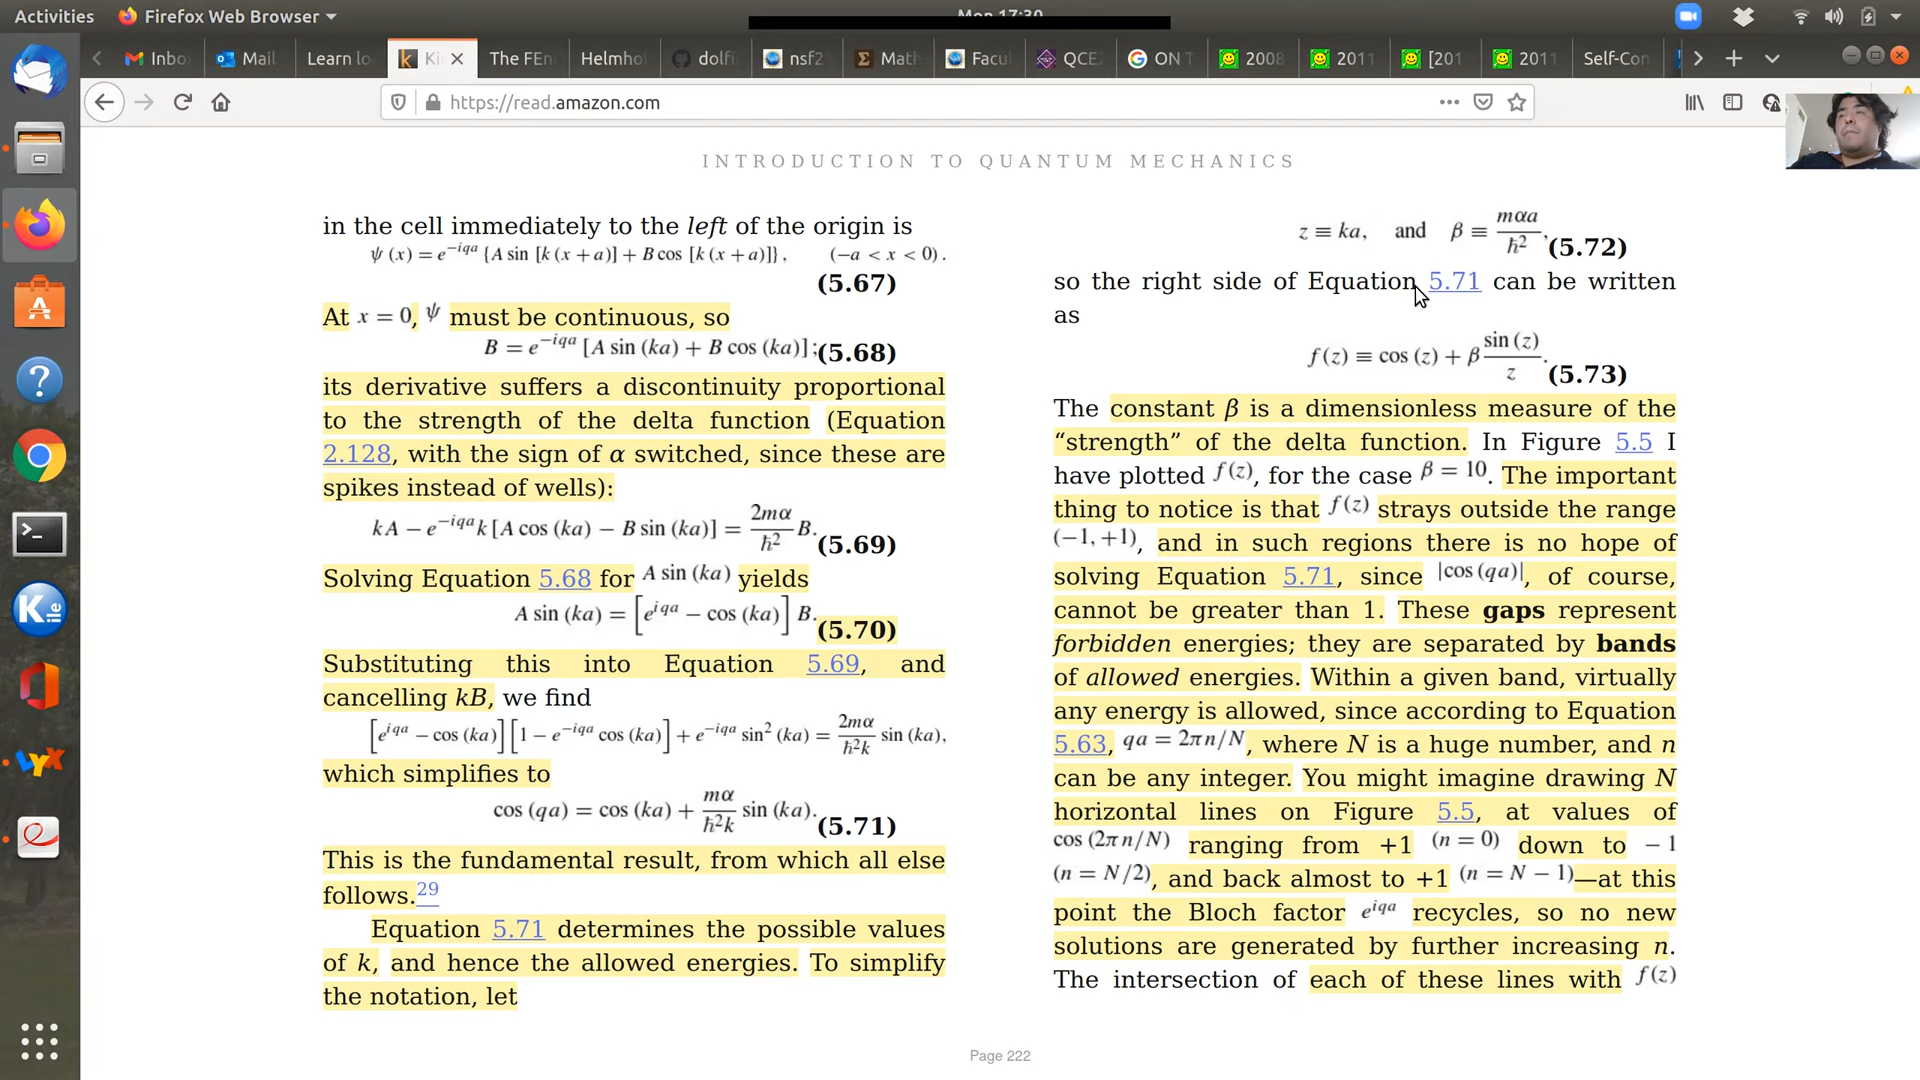 Activities
Firefox Web Browser
Mon 17:30
Inbo
Mail
Learn lo
Ki
The FEn
Helmho
dolfi
nsf2
Math
Facul
QCE2
ON T
2008
2011
[201
2011
Self-Con
https://read.amazon.com
INTRODUCTION TO QUANTUM MECHANICS
in the cell immediately to the left of the origin is
ψ (x) = e^{−iqa} {A sin [k (x + a)] + B cos [k (x + a)]}, (−a < x < 0).
(5.67)
At x = 0, ψ must be continuous, so
B = e^{−iqa} [A sin (ka) + B cos (ka)]; (5.68)
its derivative suffers a discontinuity proportional
to the strength of the delta function (Equation
2.128, with the sign of α switched, since these are
spikes instead of wells):
kA − e^{−iqa}k [A cos (ka) − B sin (ka)] = \frac{2mα}{ℏ²} B. (5.69)
Solving Equation 5.68 for A sin (ka) yields
A sin (ka) = [e^{iqa} − cos (ka)] B. (5.70)
Substituting this into Equation 5.69, and
cancelling kB, we find
[e^{iqa} − cos (ka)] [1 − e^{−iqa} cos (ka)] + e^{−iqa} sin² (ka) = \frac{2mα}{ℏ²k} sin (ka),
which simplifies to
cos (qa) = cos (ka) + \frac{mα}{ℏ²k} sin (ka). (5.71)
This is the fundamental result, from which all else
follows.29
Equation 5.71 determines the possible values
of k, and hence the allowed energies. To simplify
the notation, let
z ≡ ka, and β ≡ \frac{mαa}{ℏ²}, (5.72)
so the right side of Equation 5.71 can be written
as
f(z) ≡ cos (z) + β \frac{sin (z)}{z}. (5.73)
The constant β is a dimensionless measure of the
“strength” of the delta function. In Figure 5.5 I
have plotted f(z), for the case β = 10. The important
thing to notice is that f(z) strays outside the range
(−1, +1), and in such regions there is no hope of
solving Equation 5.71, since |cos (qa)|, of course,
cannot be greater than 1. These gaps represent
forbidden energies; they are separated by bands
of allowed energies. Within a given band, virtually
any energy is allowed, since according to Equation
5.63, qa = 2πn/N, where N is a huge number, and n
can be any integer. You might imagine drawing N
horizontal lines on Figure 5.5, at values of
cos (2πn/N) ranging from +1 (n = 0) down to − 1
(n = N/2), and back almost to +1 (n = N − 1)—at this
point the Bloch factor e^{iqa} recycles, so no new
solutions are generated by further increasing n.
The intersection of each of these lines with f(z)
Page 222